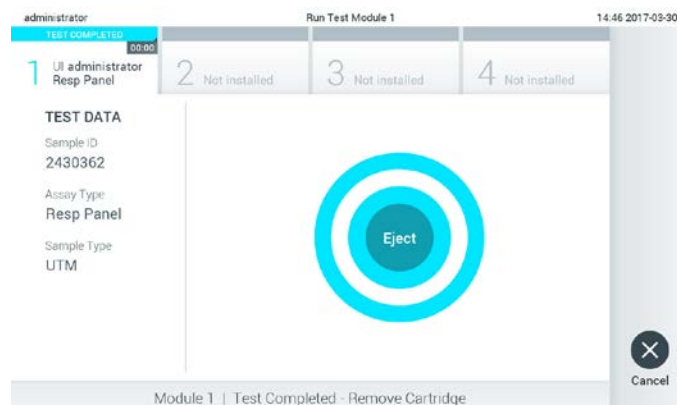 administrator Run Test Module 1 14:46 2017-03-30
TEST COMPLETED
00:00
1 UI administrator
Resp Panel
2 Not installed
3 Not installed
4 Not installed
TEST DATA
Sample ID
2430362
Assay Type
Resp Panel
Sample Type
UTM
Eject
Cancel
Module 1 | Test Completed - Remove Cartridge